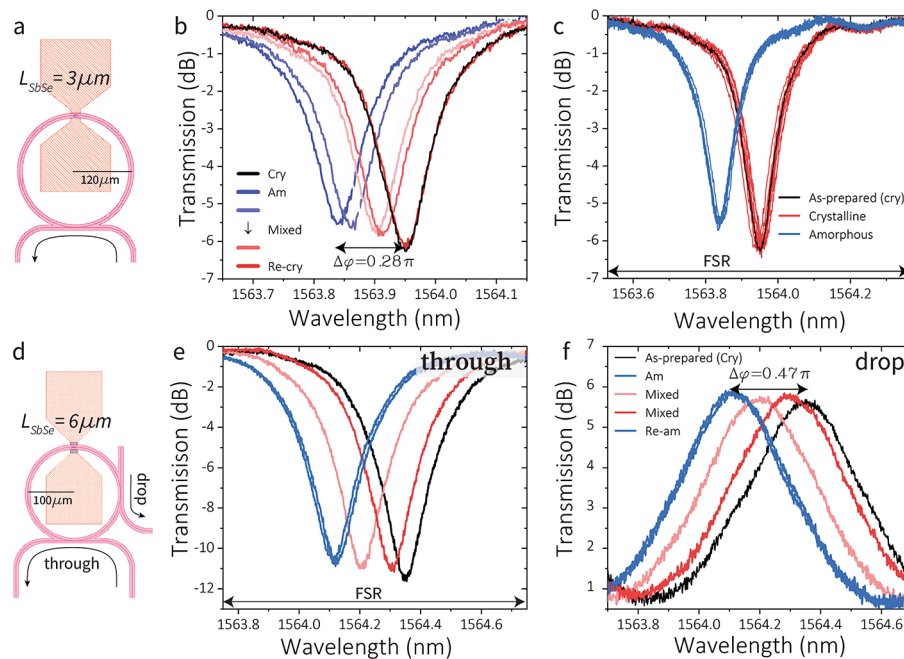 a
L_SbSe = 3μm
120μm
b
Transmission (dB)
0
-1
-2
-3
-4
-5
-6
-7
Cry
Am
↓ Mixed
Re-cry
Δφ=0.28π
1563.7 1563.8 1563.9 1564.0 1564.1
Wavelength (nm)
c
Transmission (dB)
0
-1
-2
-3
-4
-5
-6
-7
As-prepared (cry)
Crystalline
Amorphous
FSR
1563.6 1563.8 1564.0 1564.2
Wavelength (nm)
d
L_SbSe = 6μm
100μm
drop
through
e
through
Transmisison (dB)
0
-2
-4
-6
-8
-10
-12
FSR
1563.8 1564.0 1564.2 1564.4 1564.6
Wavelength (nm)
f
drop
Transmisison (dB)
7
6
5
4
3
2
1
As-prepared (Cry)
Am
Mixed
Mixed
Re-am
Δφ=0.47π
1563.8 1564.0 1564.2 1564.4 1564.6
Wavelength (nm)